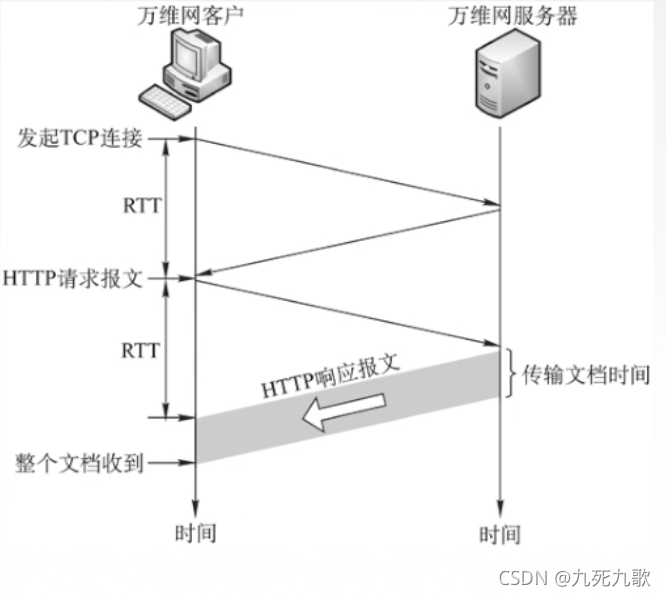 万维网客户
万维网服务器
发起TCP连接
RTT
HTTP请求报文
RTT
HTTP响应报文
传输文档时间
整个文档收到
时间
时间
CSDN @九死九歌